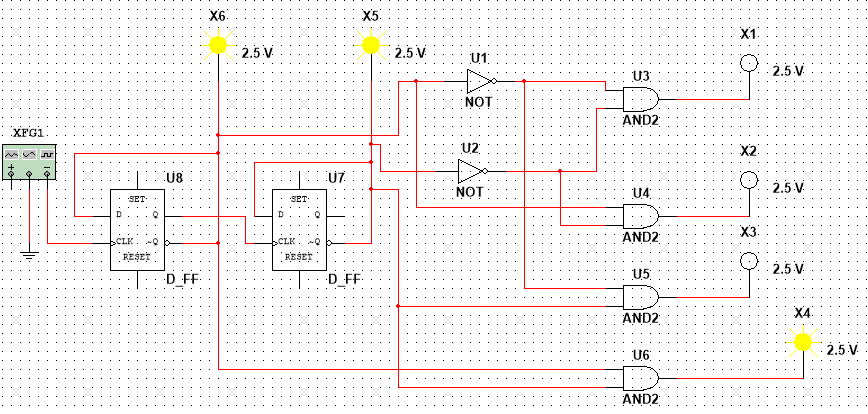 X6
X5
2.5 V
2.5 V
X1
2.5 V
U1
NOT
U3
AND2
XFG1
+
−
U2
NOT
X2
2.5 V
U8
SET
D
Q
CLK
~Q
RESET
D_FF
U7
SET
D
Q
CLK
~Q
RESET
D_FF
U4
AND2
X3
2.5 V
U5
AND2
X4
2.5 V
U6
AND2